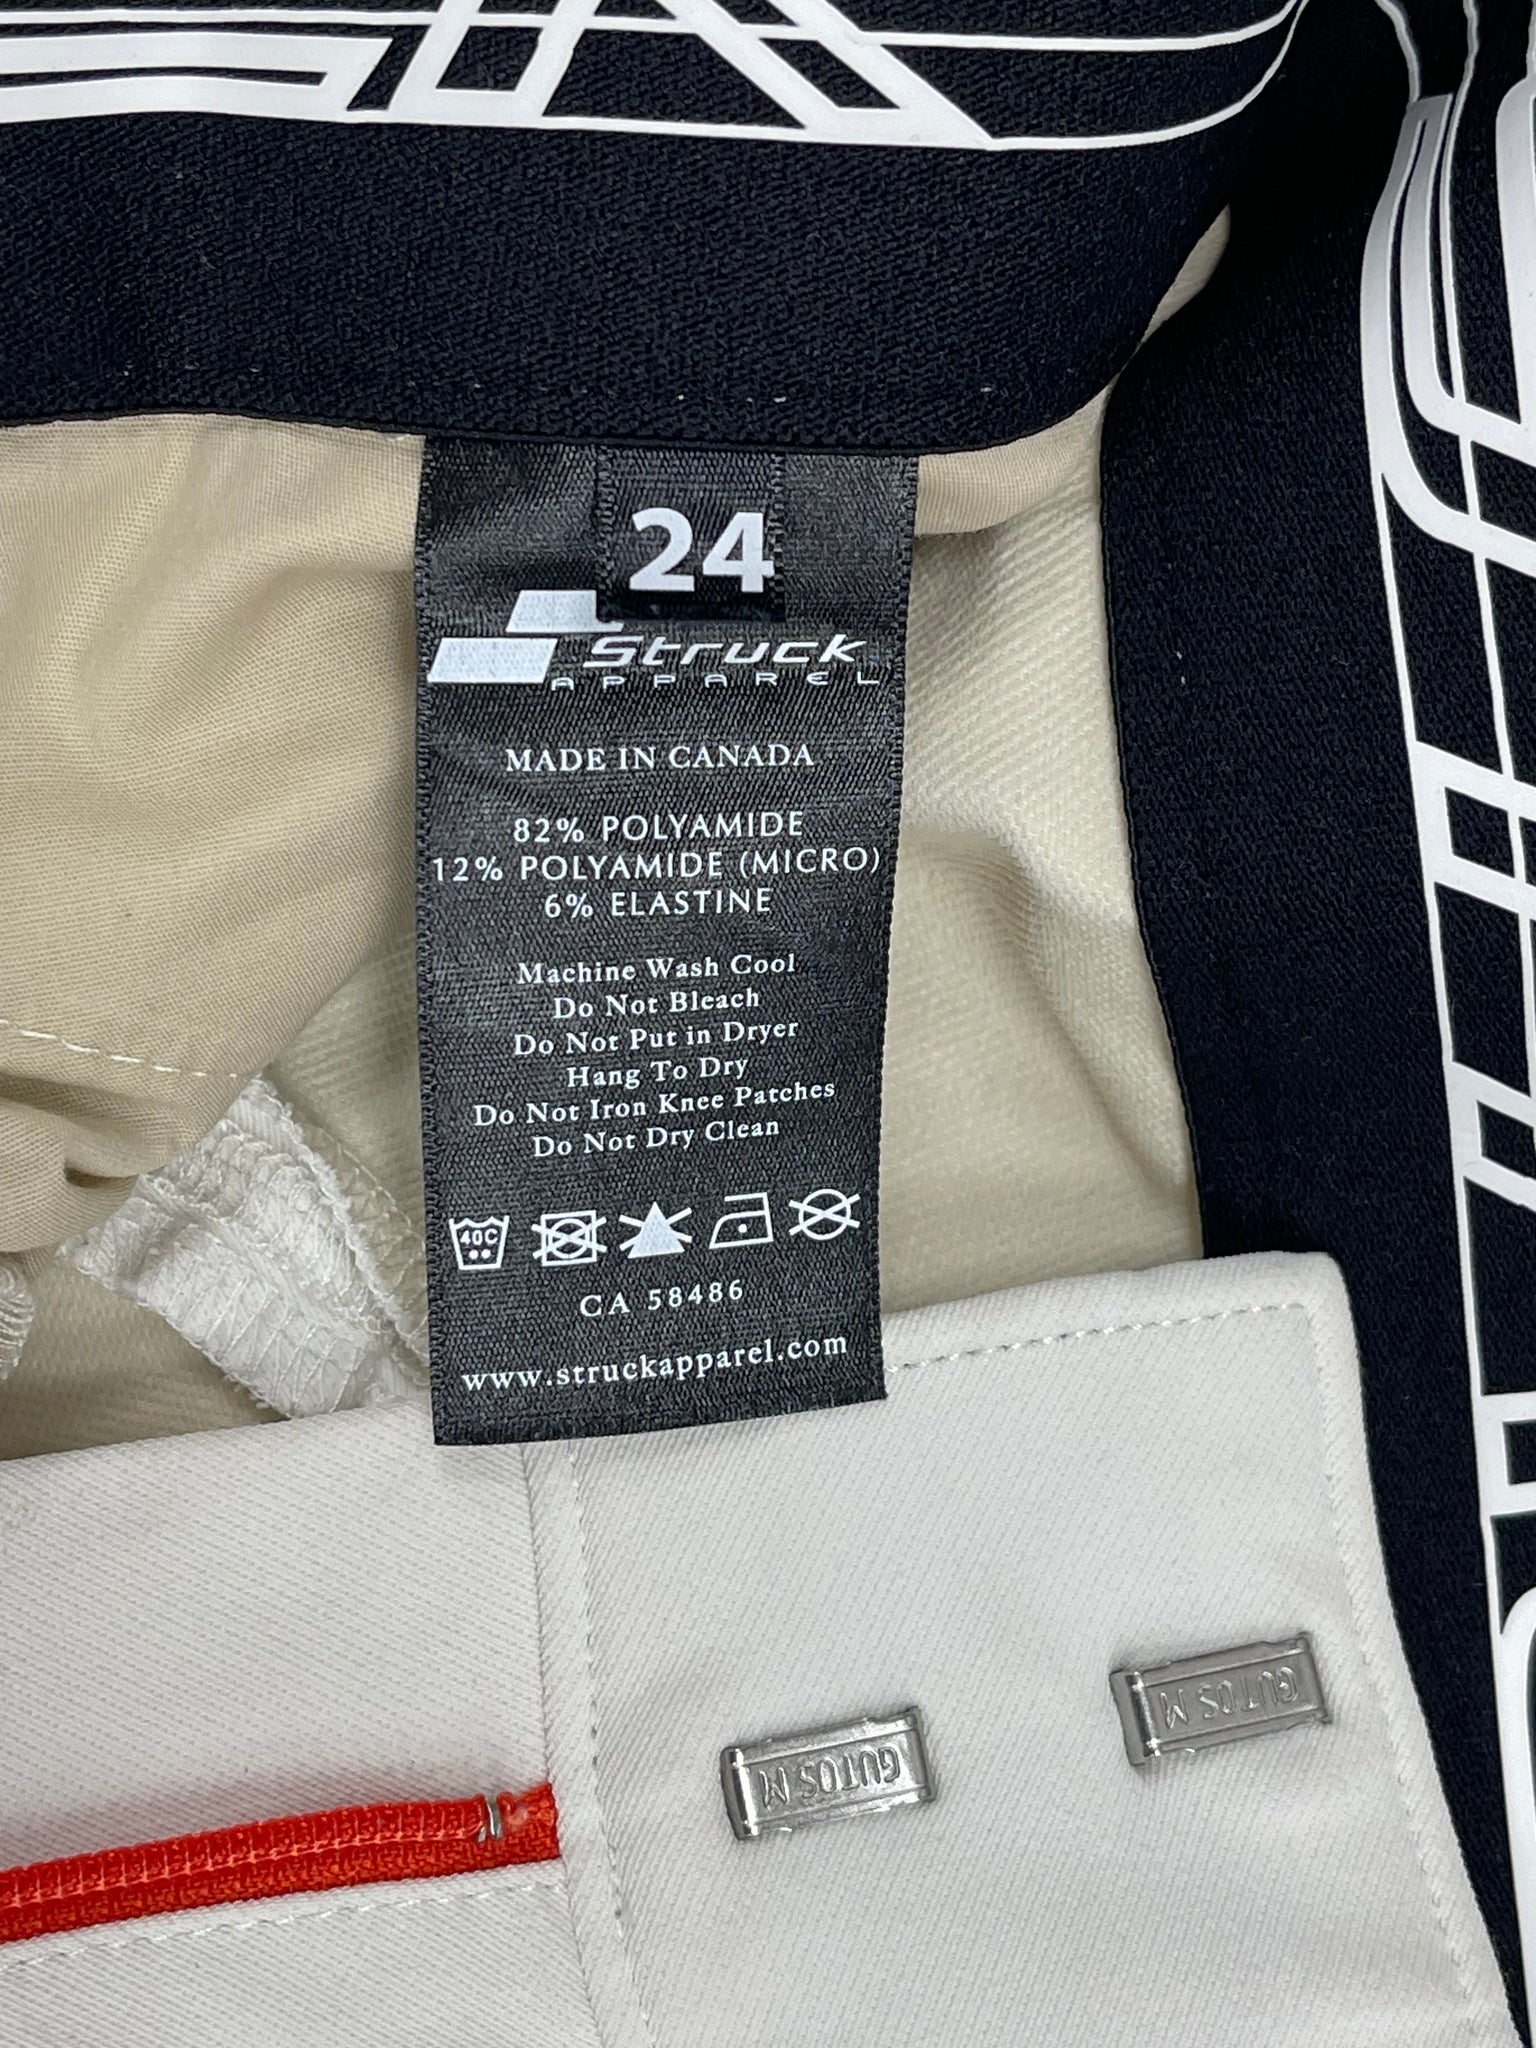 24
Struck
APPAREL
MADE IN CANADA
82% POLYAMIDE
12% POLYAMIDE (MICRO)
6% ELASTINE
Machine Wash Cool
Do Not Bleach
Do Not Put in Dryer
Hang To Dry
Do Not Iron Knee Patches
Do Not Dry Clean
40C
CA 58486
www.struckapparel.com
GUTOS M
GUTOS M